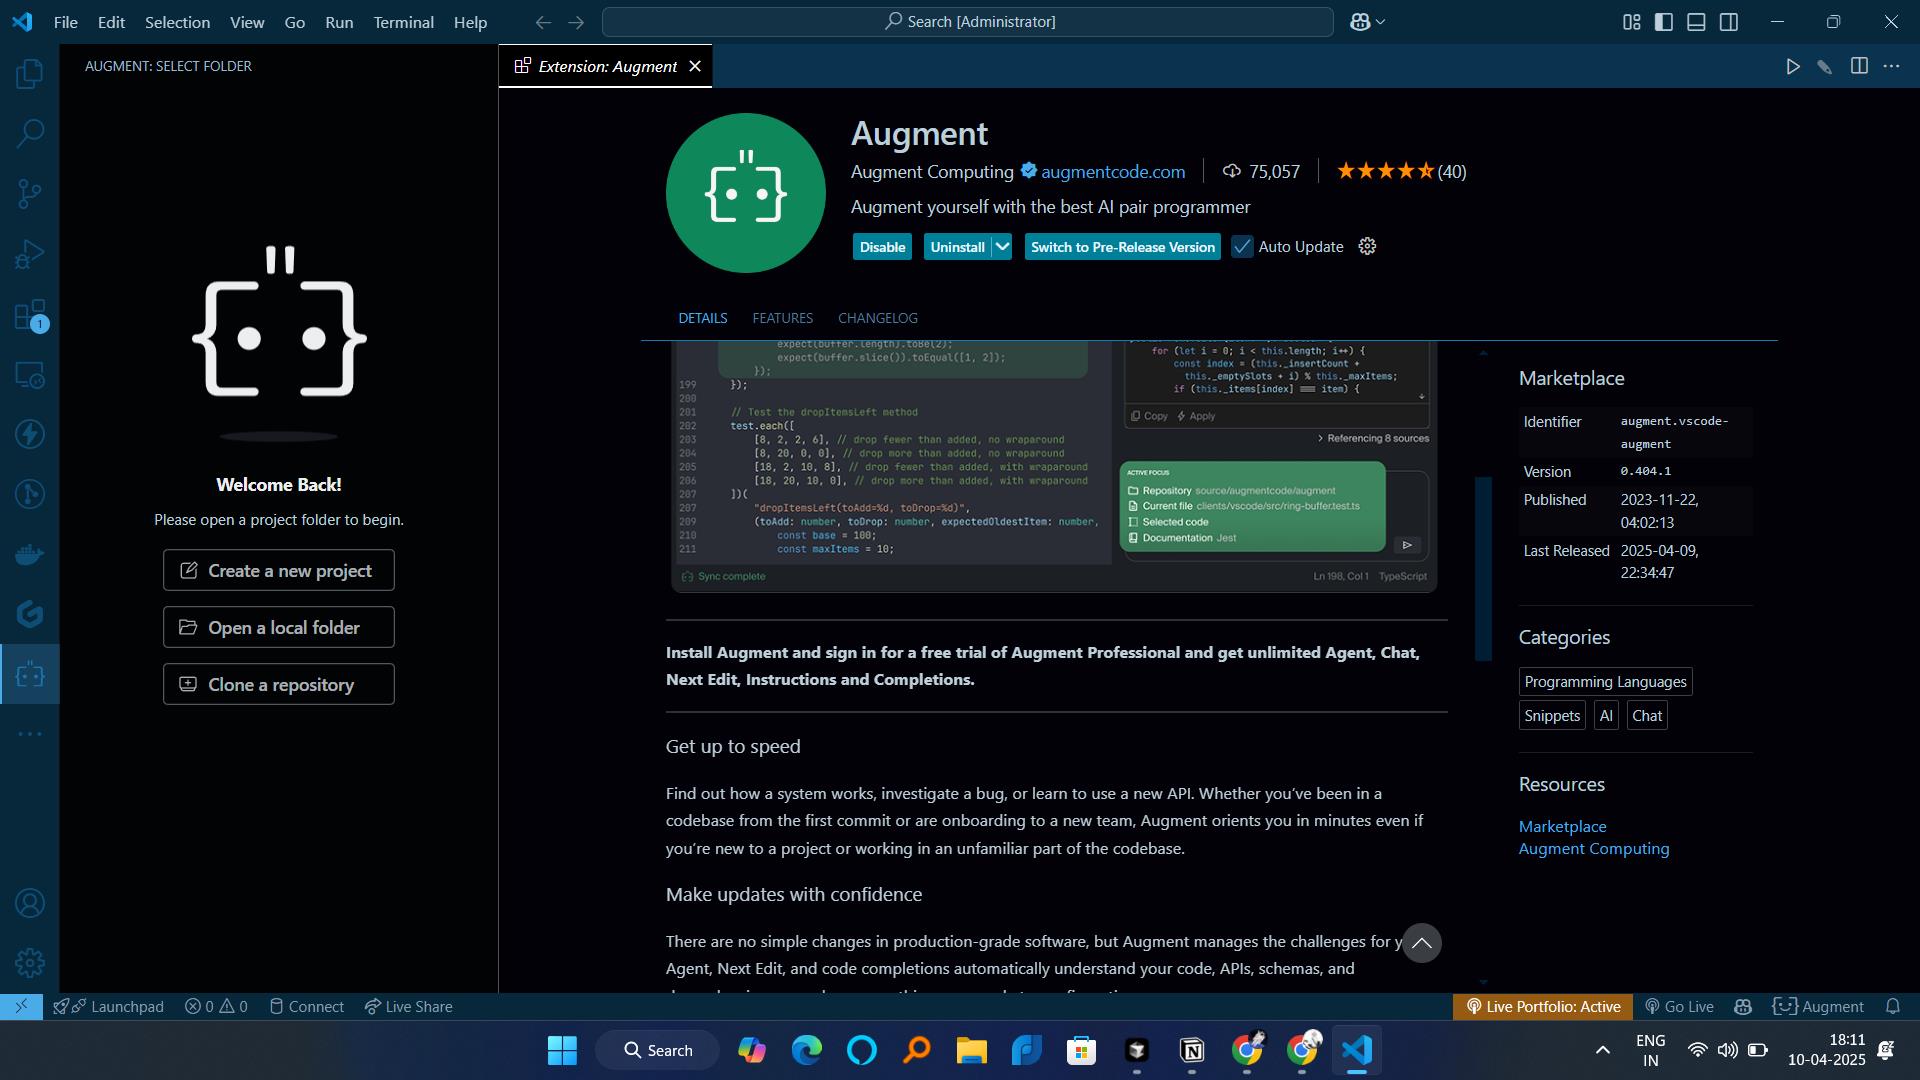 File Edit Selection View Go Run Terminal Help
Search [Administrator]
AUGMENT: SELECT FOLDER
Extension: Augment
1
Welcome Back!
Please open a project folder to begin.
Create a new project
Open a local folder
Clone a repository
Augment
Augment Computing augmentcode.com 75,057 (40)
Augment yourself with the best AI pair programmer
Disable Uninstall Switch to Pre-Release Version Auto Update
DETAILS FEATURES CHANGELOG
expect(buffer.length).toBe(2);
expect(buffer.slice()).toEqual([1, 2]);
});
199 });
200
201 // Test the dropItemsLeft method
202 test.each([
203 [8, 2, 2, 6], // drop fewer than added, no wraparound
204 [8, 20, 0, 0], // drop more than added, no wraparound
205 [18, 2, 10, 8], // drop fewer than added, with wraparound
206 [18, 20, 10, 0], // drop more than added, with wraparound
207 ])(
207 "dropItemsLeft(toAdd=%d, toDrop=%d)",
209 (toAdd: number, toDrop: number, expectedOldestItem: number,
210 const base = 100;
211 const maxItems = 10;
for (let i = 0; i < this.length; i++) {
const index = (this._insertCount +
this._emptySlots + i) % this._maxItems;
if (this._items[index] === item) {
Copy Apply
Referencing 8 sources
ACTIVE FOCUS
Repository source/augmentcode/augment
Current file clients/vscode/src/ring-buffer.test.ts
Selected code
Documentation Jest
Sync complete
Ln 198, Col 1 TypeScript
Install Augment and sign in for a free trial of Augment Professional and get unlimited Agent, Chat,
Next Edit, Instructions and Completions.
Get up to speed
Find out how a system works, investigate a bug, or learn to use a new API. Whether you've been in a
codebase from the first commit or are onboarding to a new team, Augment orients you in minutes even if
you're new to a project or working in an unfamiliar part of the codebase.
Make updates with confidence
There are no simple changes in production-grade software, but Augment manages the challenges for
Agent, Next Edit, and code completions automatically understand your code, APIs, schemas, and
Marketplace
Identifier augment.vscode-
augment
Version 0.404.1
Published 2023-11-22,
04:02:13
Last Released 2025-04-09,
22:34:47
Categories
Programming Languages
Snippets AI Chat
Resources
Marketplace
Augment Computing
Launchpad 0 0 Connect Live Share
Live Portfolio: Active Go Live Augment
Search
ENG
IN
18:11
10-04-2025